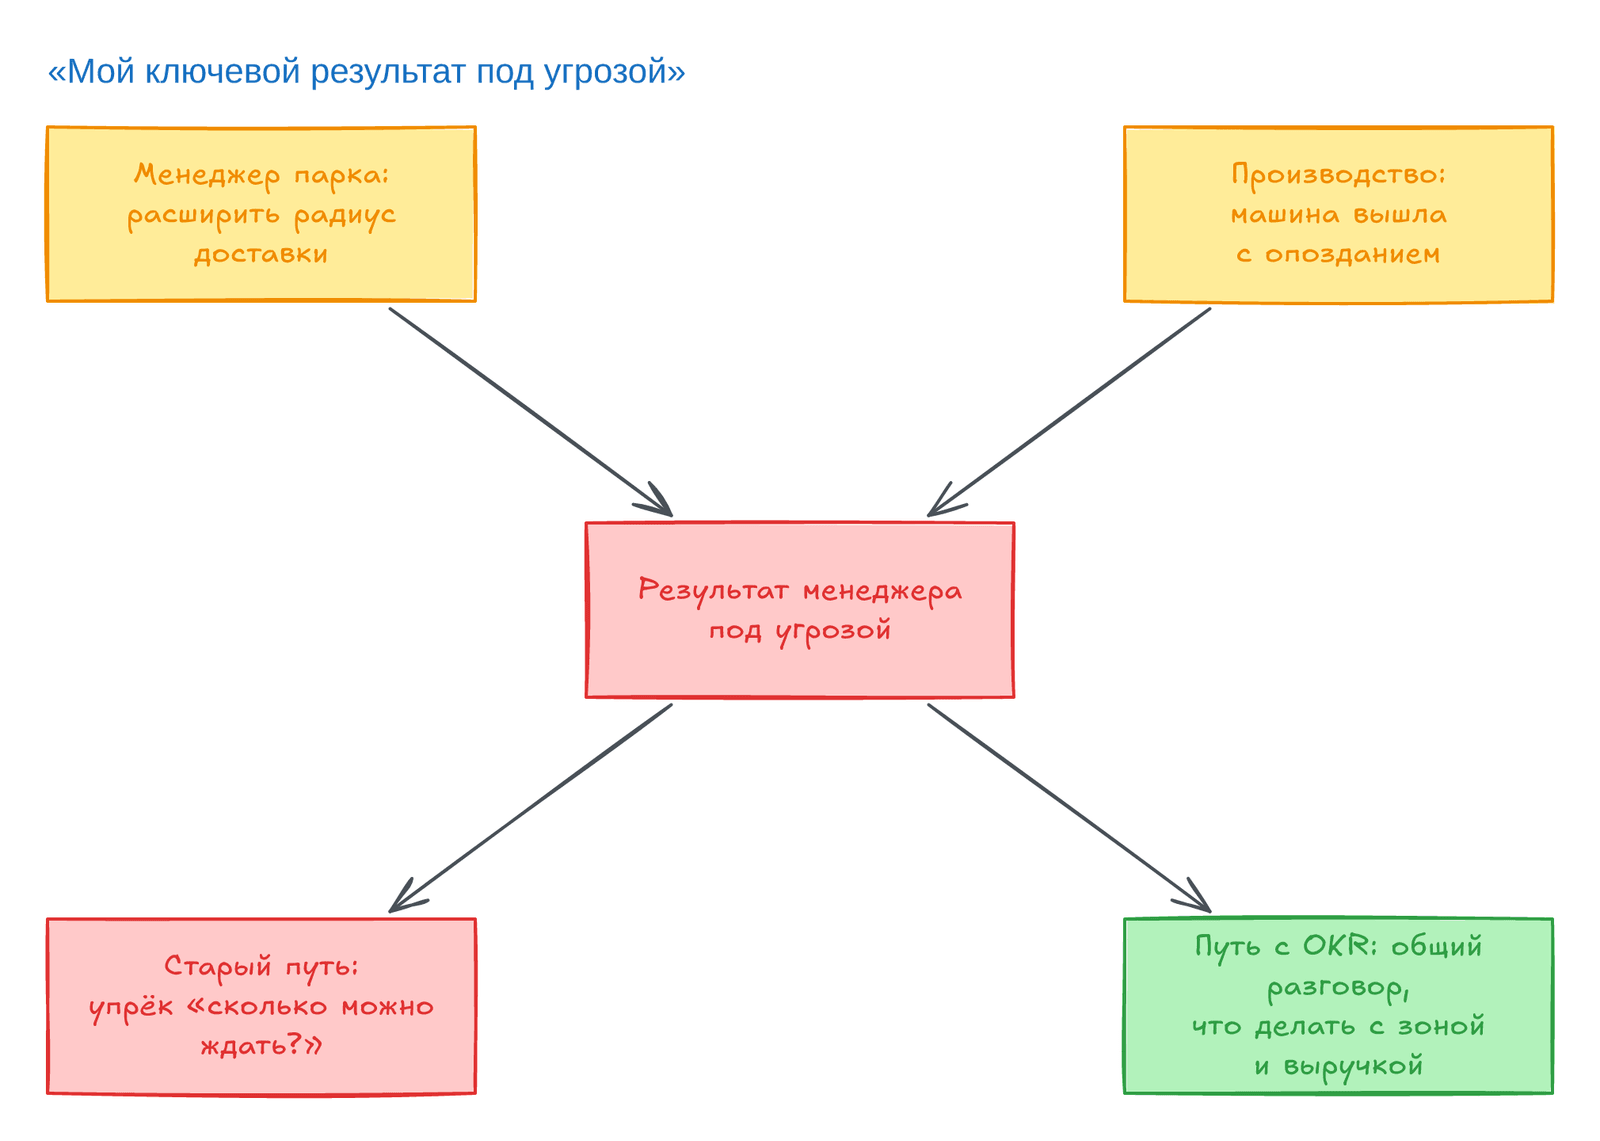 «Мой ключевой результат под угрозой»
Менеджер парка:
расширить радиус
доставки
Производство:
машина вышла
с опозданием
Результат менеджера
под угрозой
Старый путь:
упрёк «сколько можно
ждать?»
Путь с OKR: общий
разговор,
что делать с зоной
и выручкой